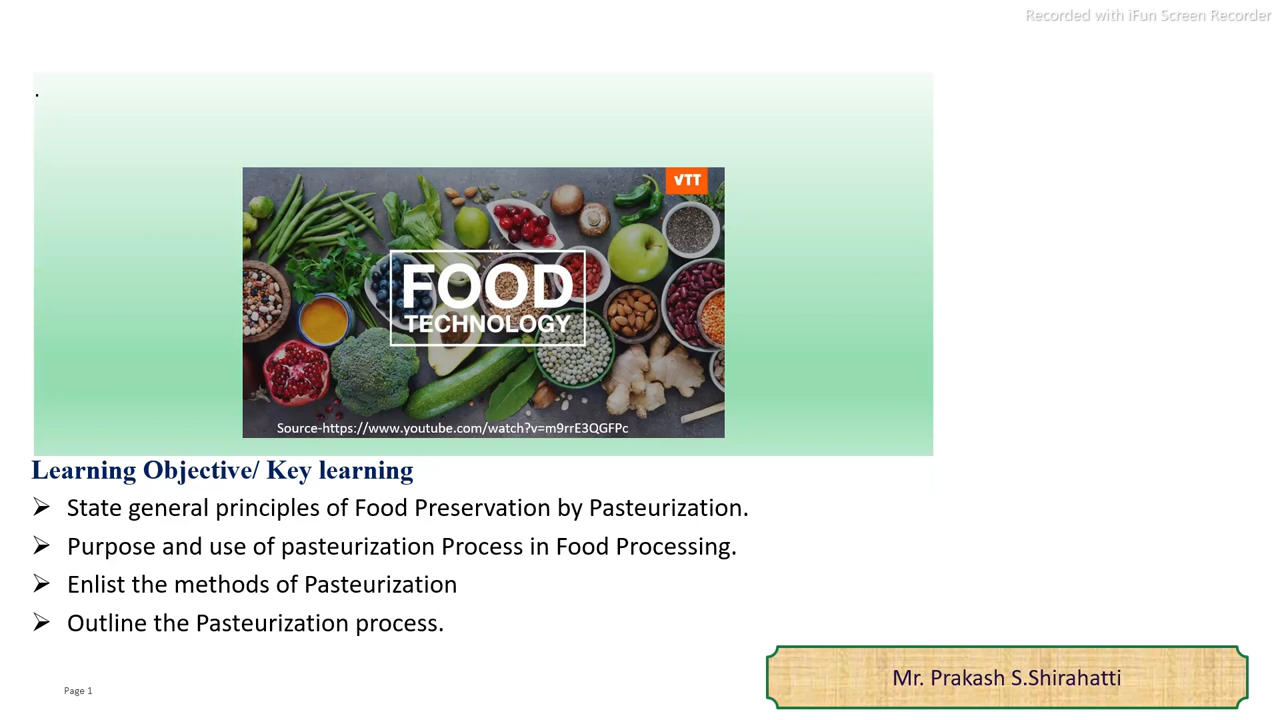 Recorded with iFun Screen Recorder
.
VTT
FOOD
TECHNOLOGY
Source-https://www.youtube.com/watch?v=m9rrE3QGFPc
Learning Objective/ Key learning
➢ State general principles of Food Preservation by Pasteurization.
➢ Purpose and use of pasteurization Process in Food Processing.
➢ Enlist the methods of Pasteurization
➢ Outline the Pasteurization process.
Mr. Prakash S.Shirahatti
Page 1